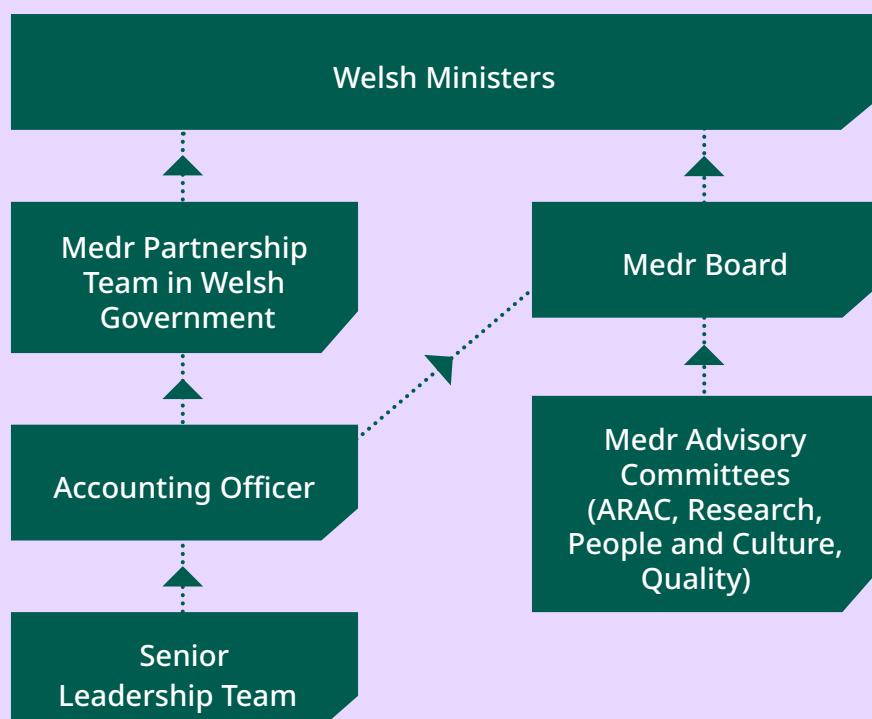 Welsh Ministers
Medr Partnership
Team in Welsh
Government
Medr Board
Accounting Officer
Medr Advisory
Committees
(ARAC, Research,
People and Culture,
Quality)
Senior
Leadership Team